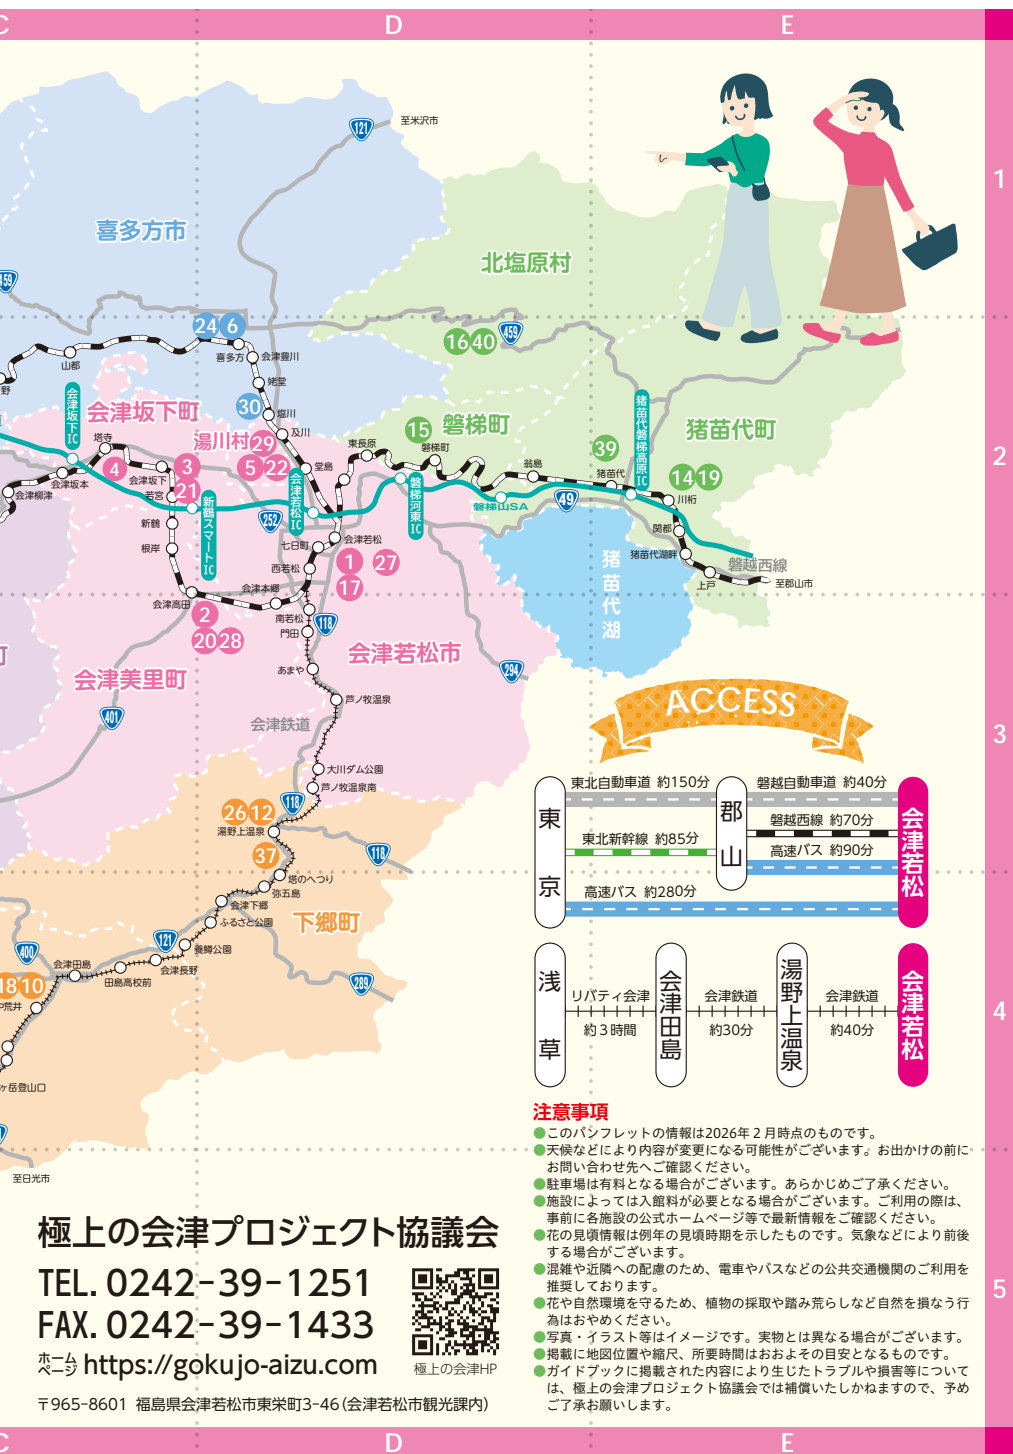 C
D
E
1
121
至米沢市
喜多方市
北塩原村
459
24
6
16
40
459
喜多方
会津豊川
山都
野
姥堂
会津坂下IC
会津坂下町
30
塩川
及川
湯川村
29
15
磐梯町
磐梯町
猪苗代磐梯高原IC
猪苗代町
2
塔寺
4
3
会津坂下
5
22
堂島
東長原
翁島
39
猪苗代
14
19
川桁
会津坂本
会津柳津
若宮
21
新鶴スマートIC
会津若松IC
磐梯河東IC
磐梯山SA
49
252
新鶴
根岸
七日町
会津若松
関都
猪苗代湖畔
磐越西線
上戸
至郡山市
西若松
1
27
17
猪苗代湖
会津本郷
会津高田
2
南若松
118
門田
20
28
会津若松市
町
会津美里町
あまや
294
401
芦ノ牧温泉
会津鉄道
3
ACCESS
大川ダム公園
芦ノ牧温泉南
118
26
12
湯野上温泉
37
118
塔のへつり
弥五島
会津下郷
ふるさと公園
下郷町
東北自動車道 約150分
磐越自動車道 約40分
東京
郡山
会津若松
磐越西線 約70分
東北新幹線 約85分
高速バス 約90分
高速バス 約280分
121
400
養鱒公園
会津長野
会津田島
田島高校前
289
18
10
中荒井
4
浅草
リバティ会津
約3時間
会津田島
会津鉄道
約30分
湯野上温泉
会津鉄道
約40分
会津若松
ケ岳登山口
至日光市
注意事項
●このパンフレットの情報は2026年2月時点のものです。
●天候などにより内容が変更になる可能性がございます。お出かけの前に
お問い合わせ先へご確認ください。
●駐車場は有料となる場合がございます。あらかじめご了承ください。
●施設によっては入館料が必要となる場合がございます。ご利用の際は、
事前に各施設の公式ホームページ等で最新情報をご確認ください。
●花の見頃情報は例年の見頃時期を示したものです。気象などにより前後
する場合がございます。
●混雑や近隣への配慮のため、電車やバスなどの公共交通機関のご利用を
推奨しております。
●花や自然環境を守るため、植物の採取や踏み荒らしなど自然を損なう行
為はおやめください。
●写真・イラスト等はイメージです。実物とは異なる場合がございます。
●掲載に地図位置や縮尺、所要時間はおおよその目安となるものです。
●ガイドブックに掲載された内容により生じたトラブルや損害等について
は、極上の会津プロジェクト協議会では補償いたしかねますので、予め
ご了承お願いします。
極上の会津プロジェクト協議会
TEL. 0242-39-1251
FAX. 0242-39-1433
ホームページ https://gokujo-aizu.com
極上の会津HP
〒965-8601 福島県会津若松市東栄町3-46(会津若松市観光課内)
5
C
D
E